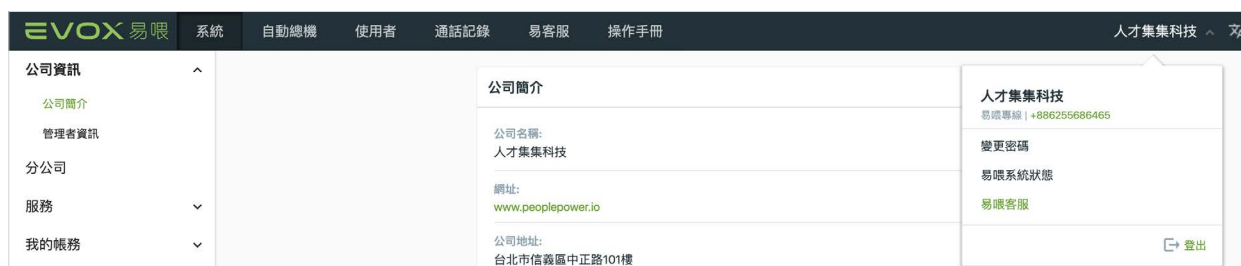 EVOX易喂 系統 自動總機 使用者 通話記錄 易客服 操作手冊 人才集集科技
公司資訊
公司簡介
管理者資訊
分公司
服務
我的帳務
公司簡介
公司名稱:
人才集集科技
網址:
www.peoplepower.io
公司地址:
台北市信義區中正路101樓
人才集集科技
易喂專線 | +886255686465
變更密碼
易喂系統狀態
易喂客服
登出